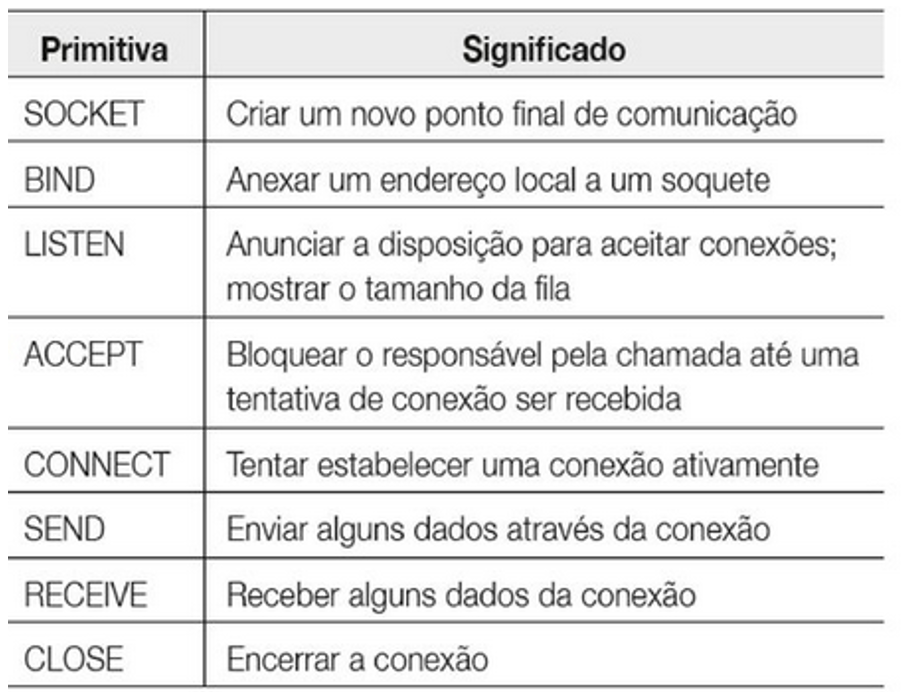 Primitiva Significado
SOCKET Criar um novo ponto final de comunicação
BIND Anexar um endereço local a um soquete
LISTEN Anunciar a disposição para aceitar conexões;
mostrar o tamanho da fila
ACCEPT Bloquear o responsável pela chamada até uma
tentativa de conexão ser recebida
CONNECT Tentar estabelecer uma conexão ativamente
SEND Enviar alguns dados através da conexão
RECEIVE Receber alguns dados da conexão
CLOSE Encerrar a conexão